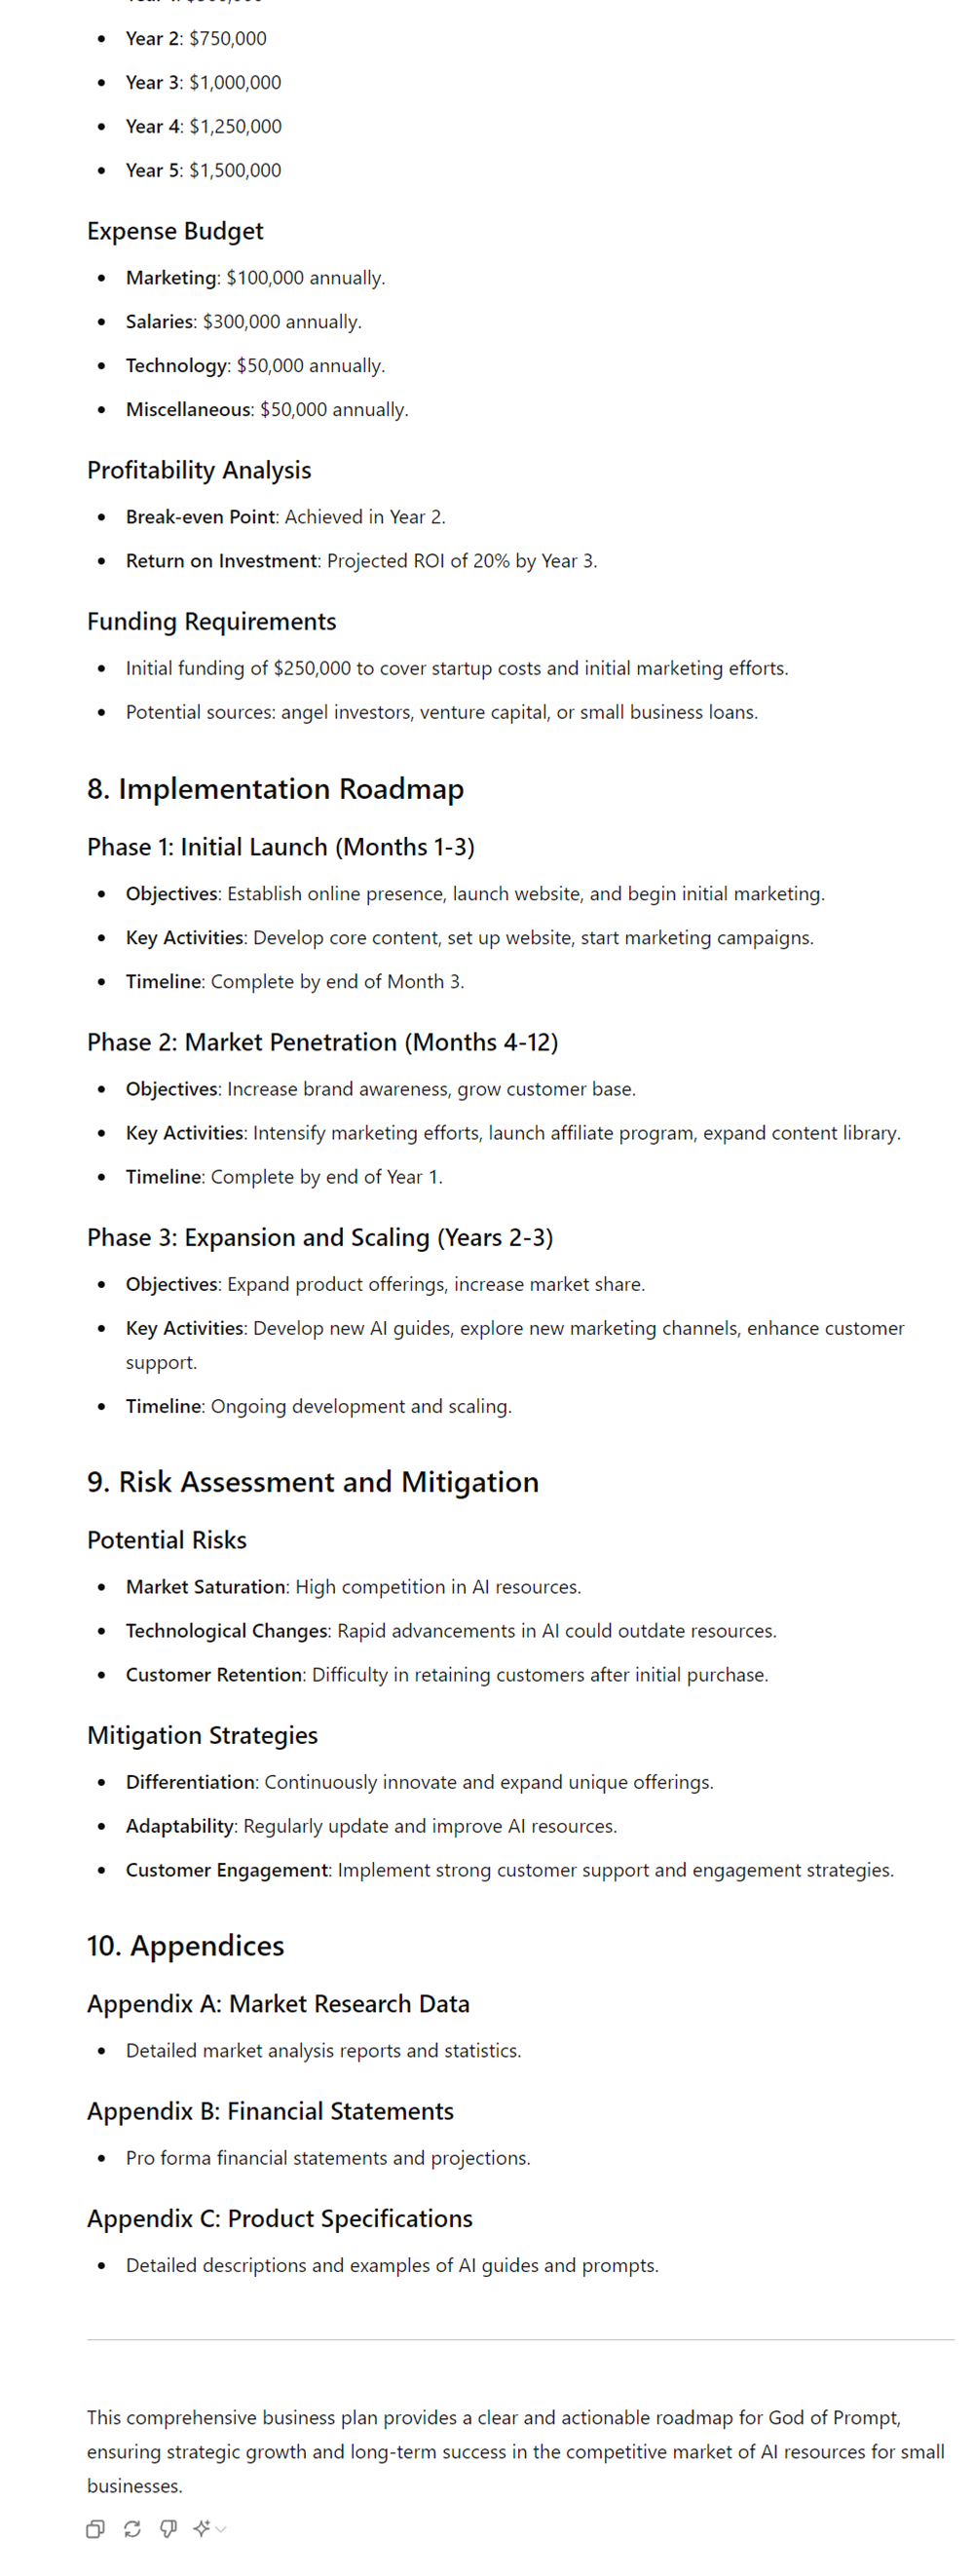 Year 2: $750,000
Year 3: $1,000,000
Year 4: $1,250,000
Year 5: $1,500,000
Expense Budget
Marketing: $100,000 annually.
Salaries: $300,000 annually.
Technology: $50,000 annually.
Miscellaneous: $50,000 annually.
Profitability Analysis
Break-even Point: Achieved in Year 2.
Return on Investment: Projected ROI of 20% by Year 3.
Funding Requirements
Initial funding of $250,000 to cover startup costs and initial marketing efforts.
Potential sources: angel investors, venture capital, or small business loans.
8. Implementation Roadmap
Phase 1: Initial Launch (Months 1-3)
Objectives: Establish online presence, launch website, and begin initial marketing.
Key Activities: Develop core content, set up website, start marketing campaigns.
Timeline: Complete by end of Month 3.
Phase 2: Market Penetration (Months 4-12)
Objectives: Increase brand awareness, grow customer base.
Key Activities: Intensify marketing efforts, launch affiliate program, expand content library.
Timeline: Complete by end of Year 1.
Phase 3: Expansion and Scaling (Years 2-3)
Objectives: Expand product offerings, increase market share.
Key Activities: Develop new AI guides, explore new marketing channels, enhance customer
support.
Timeline: Ongoing development and scaling.
9. Risk Assessment and Mitigation
Potential Risks
Market Saturation: High competition in AI resources.
Technological Changes: Rapid advancements in AI could outdate resources.
Customer Retention: Difficulty in retaining customers after initial purchase.
Mitigation Strategies
Differentiation: Continuously innovate and expand unique offerings.
Adaptability: Regularly update and improve AI resources.
Customer Engagement: Implement strong customer support and engagement strategies.
10. Appendices
Appendix A: Market Research Data
Detailed market analysis reports and statistics.
Appendix B: Financial Statements
Pro forma financial statements and projections.
Appendix C: Product Specifications
Detailed descriptions and examples of AI guides and prompts.
This comprehensive business plan provides a clear and actionable roadmap for God of Prompt,
ensuring strategic growth and long-term success in the competitive market of AI resources for small
businesses.